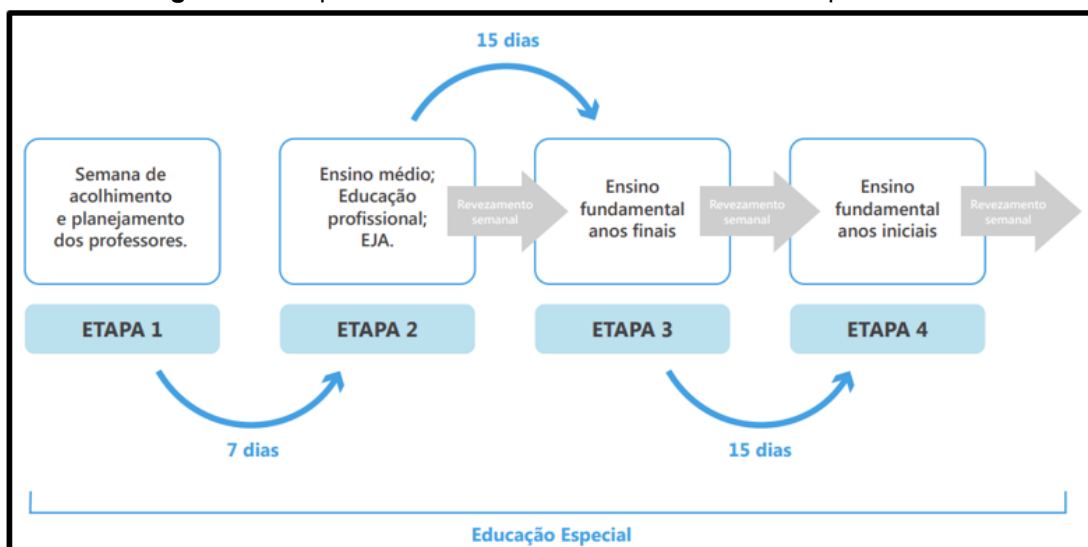 15 dias
Semana de
acolhimento
e planejamento
dos professores.
Ensino médio;
Educação
profissional;
EJA.
Revezamento
semanal
Ensino
fundamental
anos finais
Revezamento
semanal
Ensino
fundamental
anos iniciais
Revezamento
semanal
ETAPA 1
ETAPA 2
ETAPA 3
ETAPA 4
7 dias
15 dias
Educação Especial